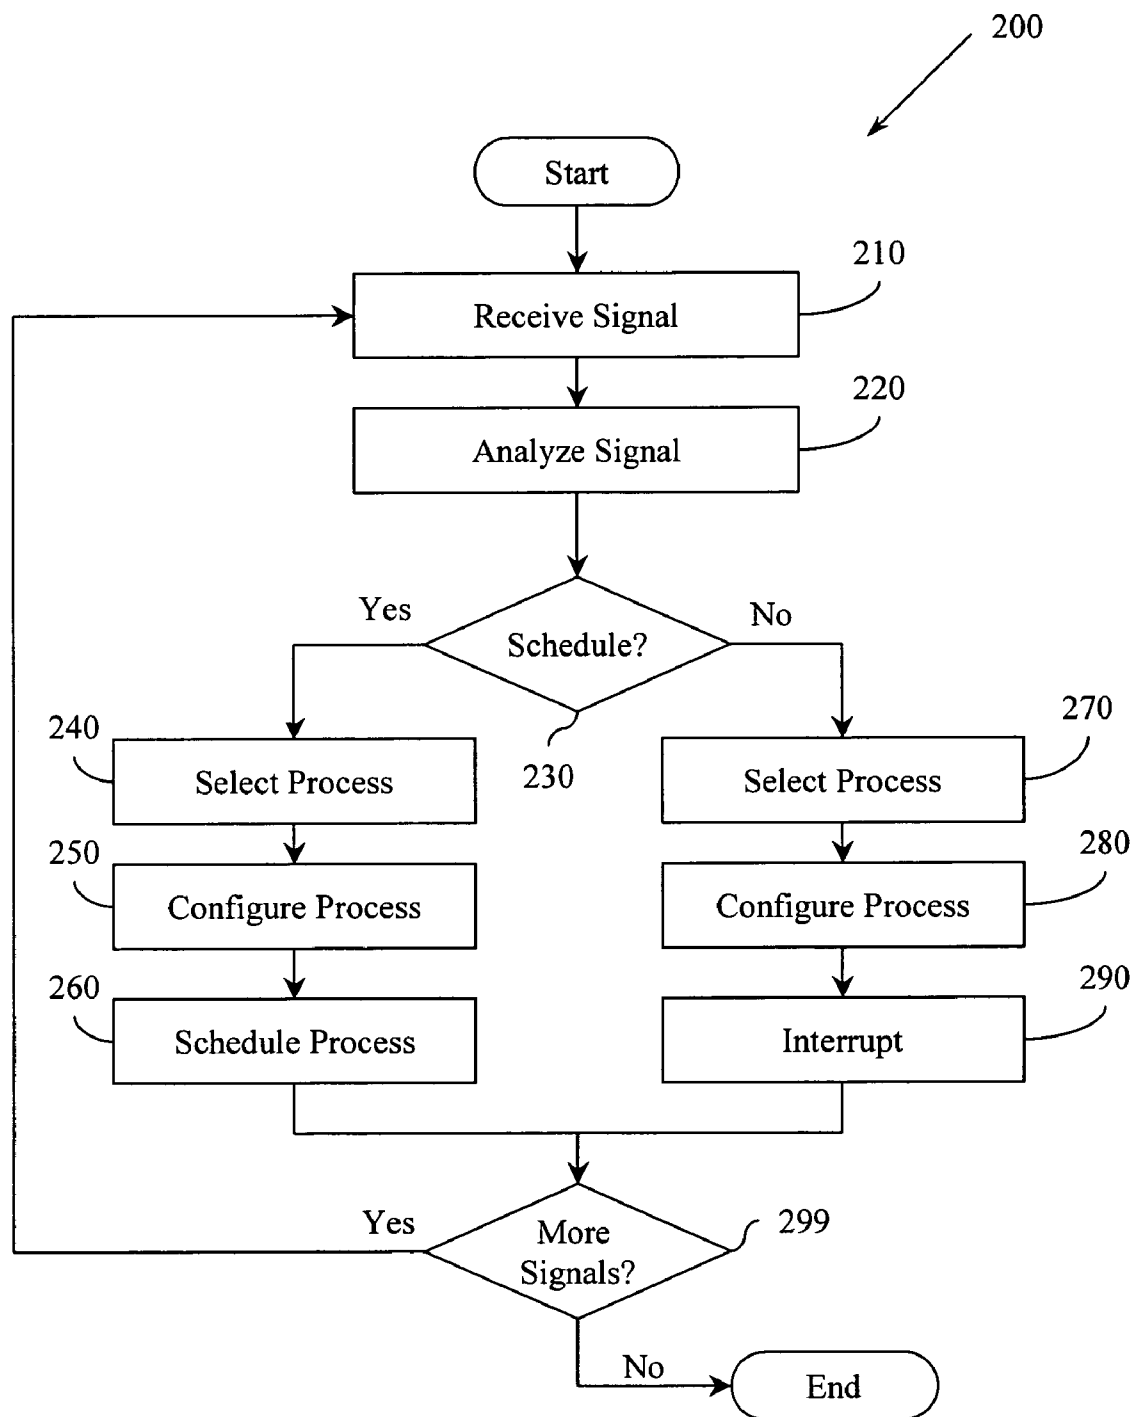 200
Start
210
Receive Signal
220
Analyze Signal
Yes
Schedule?
No
230
240
Select Process
270
Select Process
250
Configure Process
280
Configure Process
260
Schedule Process
290
Interrupt
Yes
More
Signals?
299
No
End